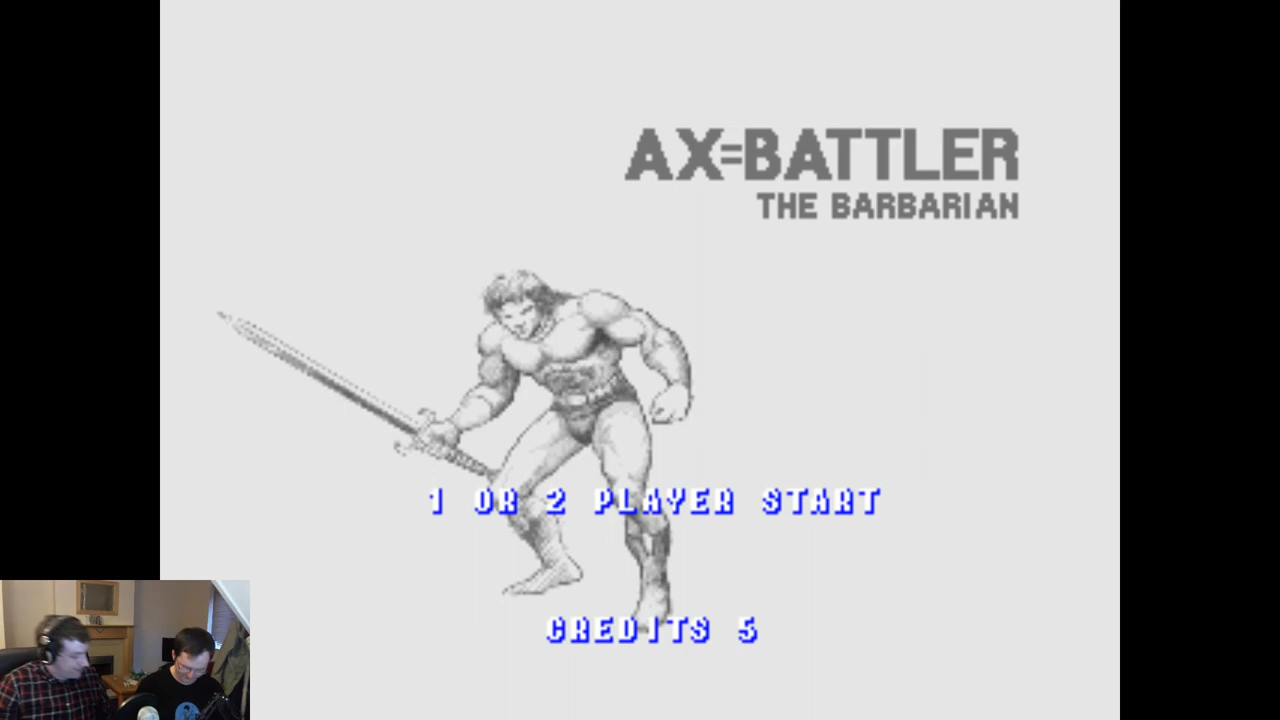 AX=BATTLER
THE BARBARIAN
1 OR 2 PLAYER START
CREDITS 5